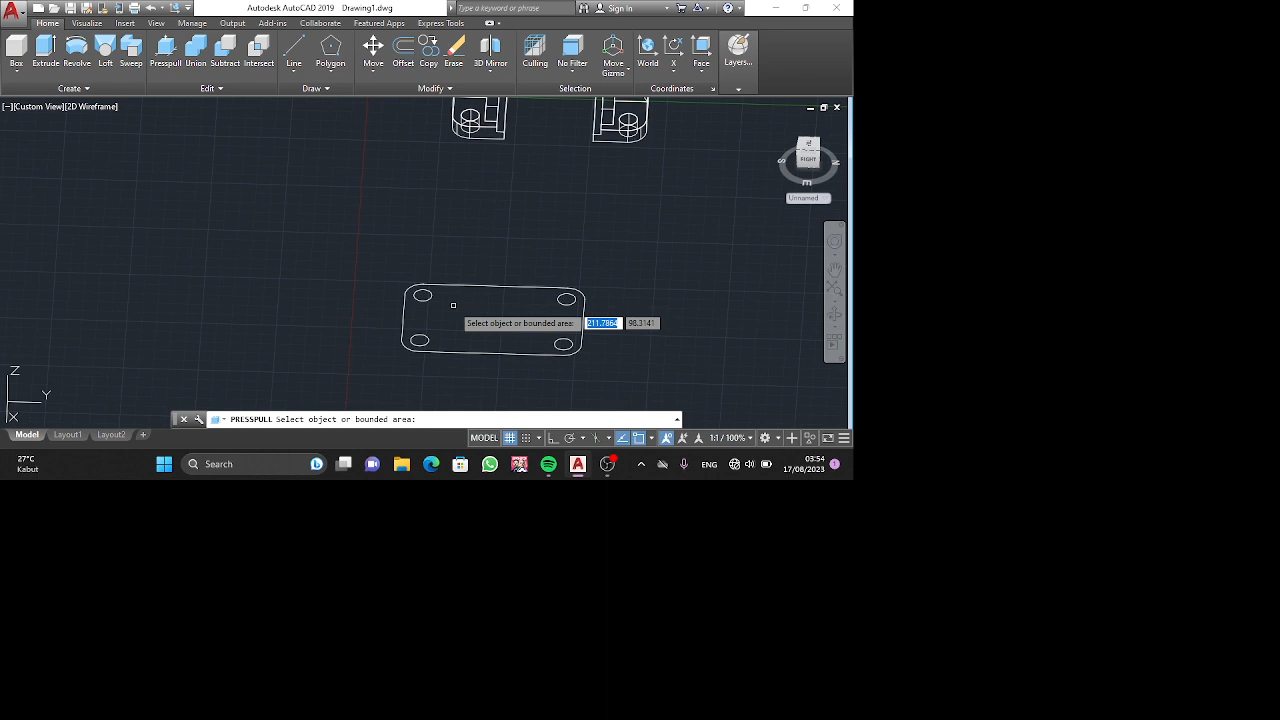 Autodesk AutoCAD 2019 Drawing1.dwg
Type a keyword or phrase
Sign In
Home Visualize Insert View Manage Output Collaborate Featured Apps Express Tools
Box Extrude Revolve Loft Sweep Presspull Union Subtract Intersect Line Polygon Move Offset Copy Erase 3D Mirror Culling No Filter Move Gizmo World X Face Layers...
Create Edit Draw Modify Selection Coordinates
[−][Custom View][2D Wireframe]
S N
RIGHT
E
Unnamed
Select object or bounded area: 211.7864 98.3141
Z
Y
X
PRESSPULL Select object or bounded area:
Model Layout1 Layout2 +
MODEL 1:1 / 100%
27°C
Kabut
Search
ENG
03:54
17/08/2023
1